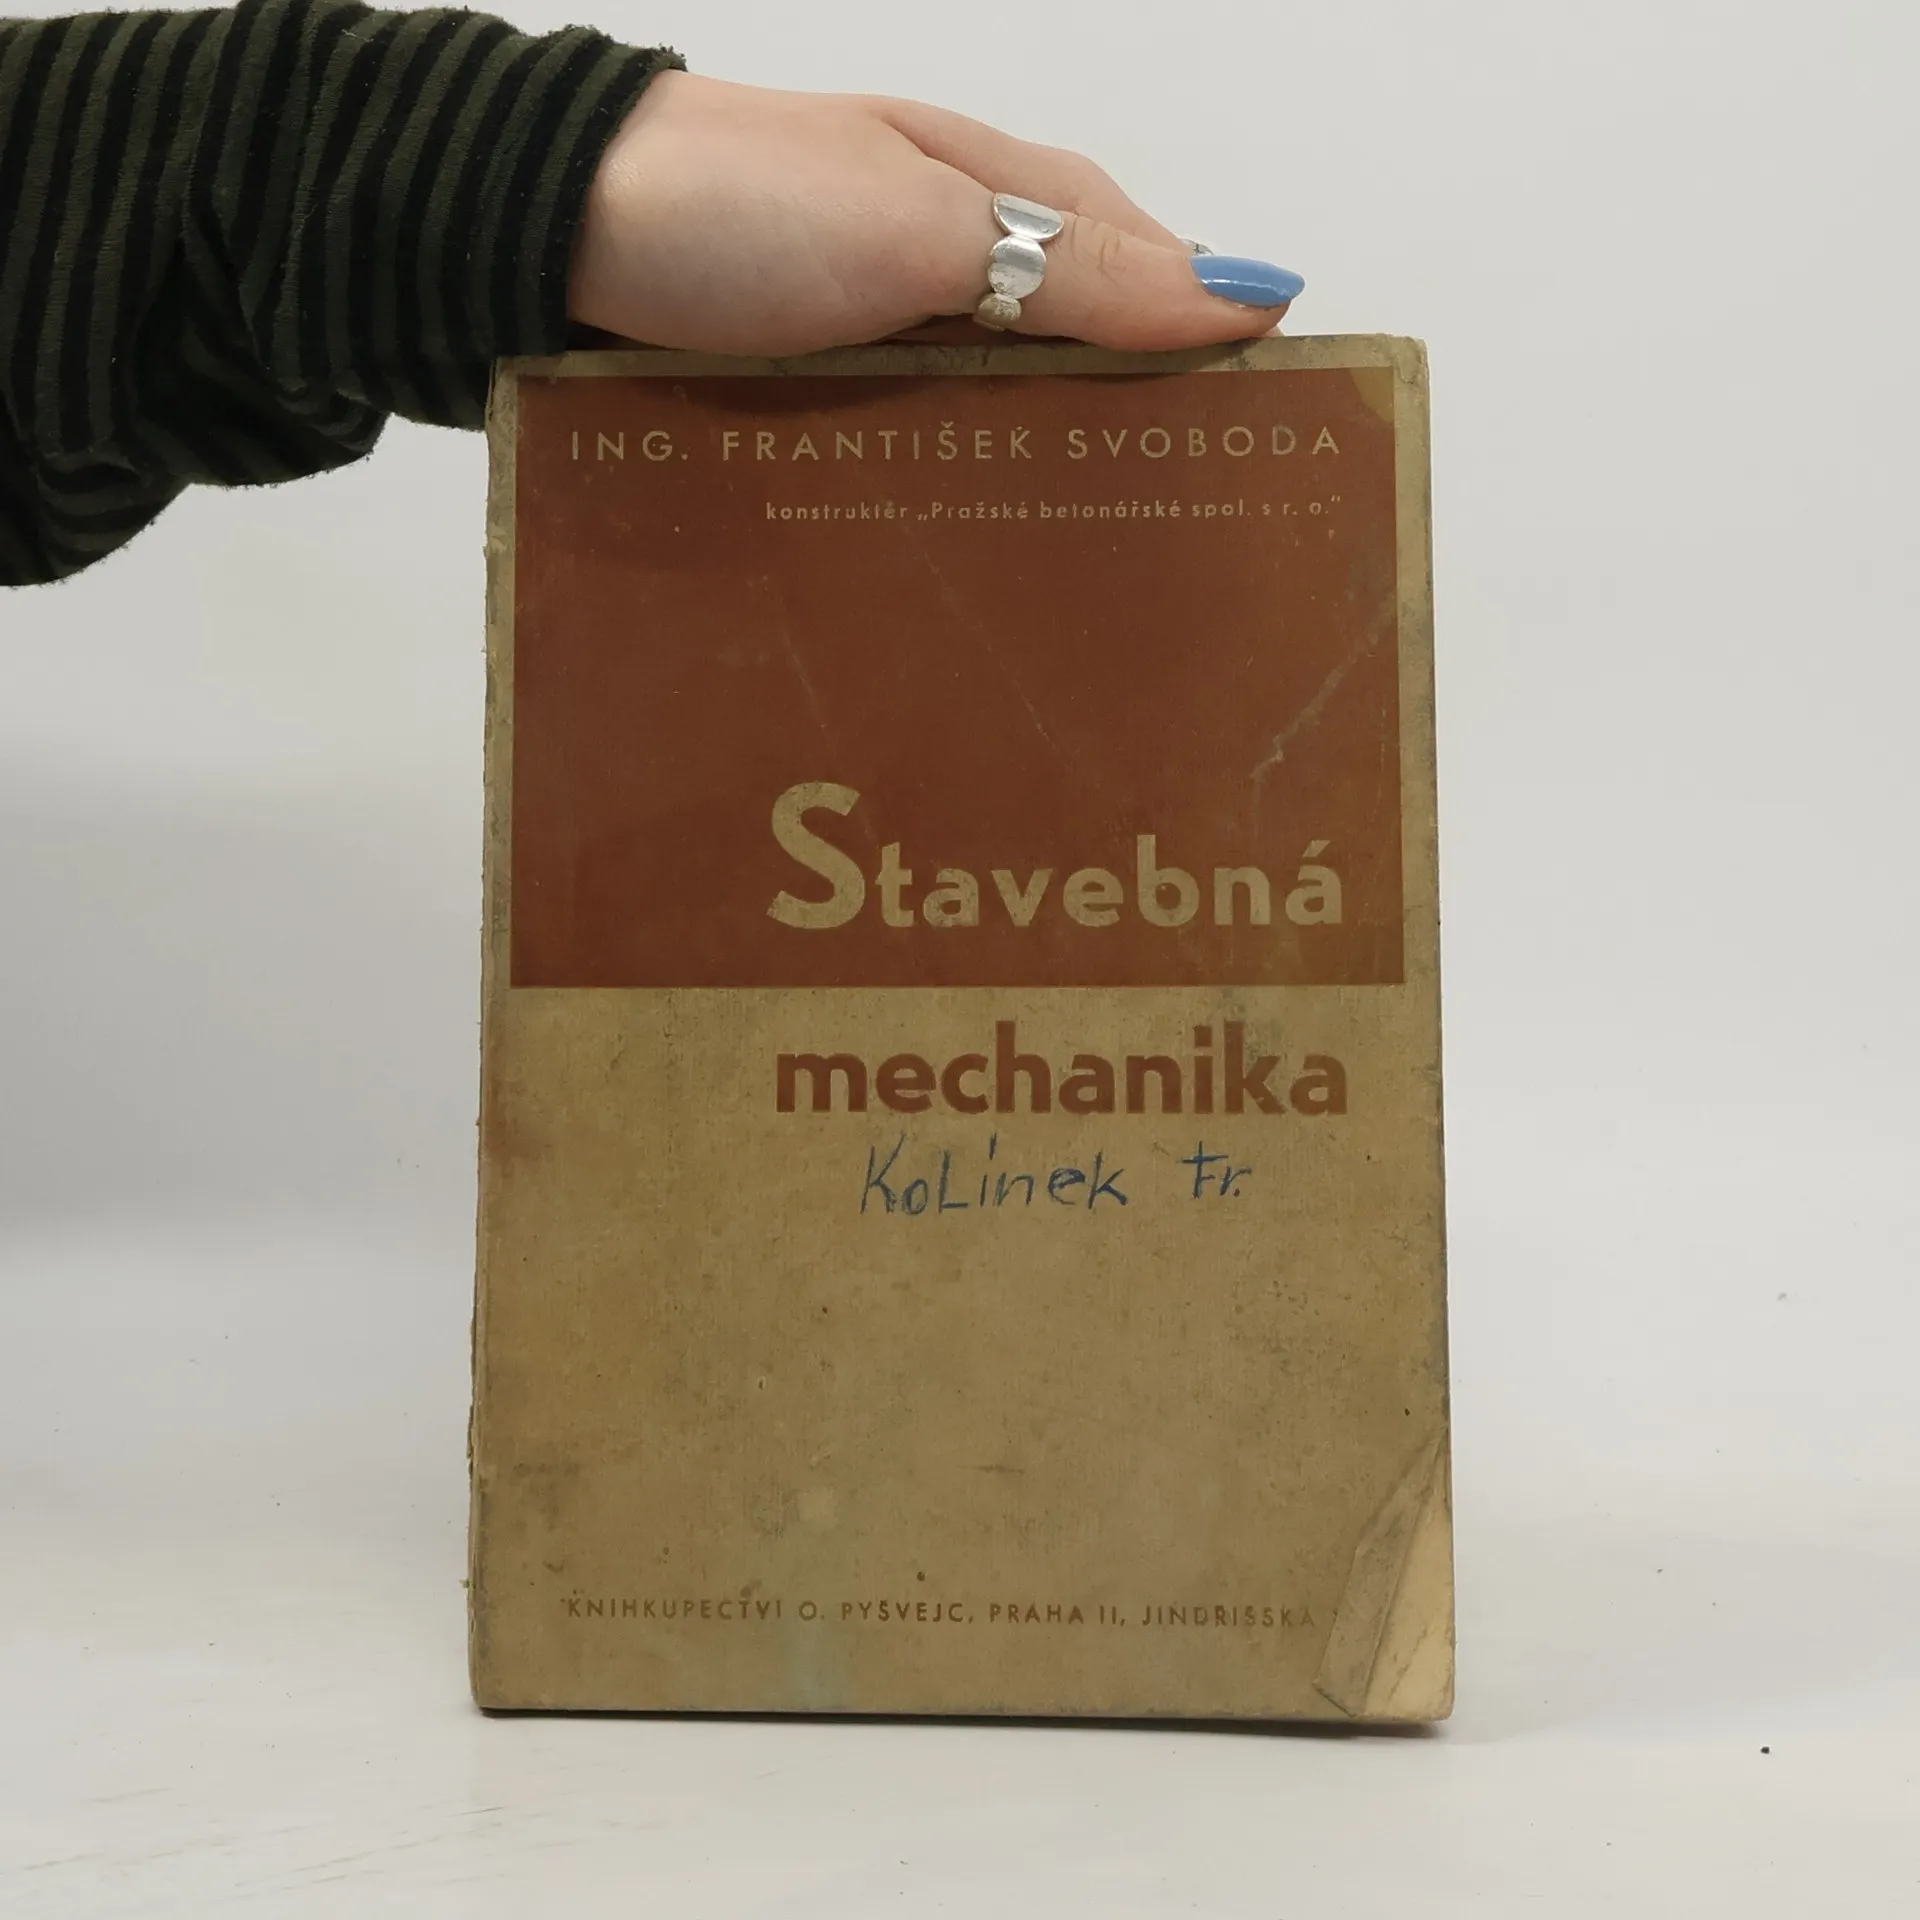 ING. FRANTIŠEK SVOBODA
konstruktér „Pražské betonářské spol. s r. o.“
Stavebná
mechanika
KoLínek Fr.
KNIHKUPECTVÍ O. PYŠVEJC, PRAHA II, JINDŘIŠSKÁ